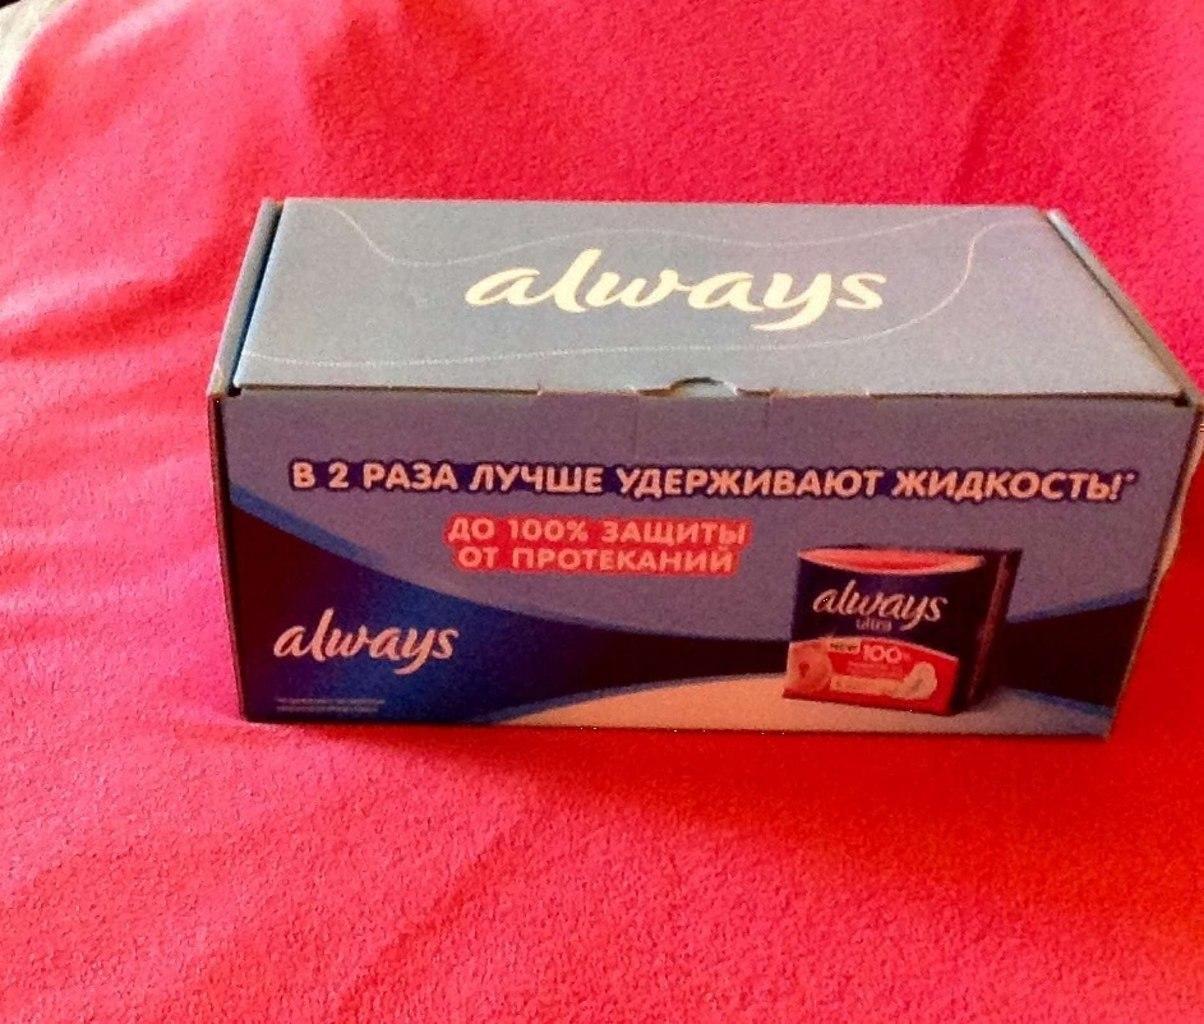 always
В 2 РАЗА ЛУЧШЕ УДЕРЖИВАЮТ ЖИДКОСТЬ!*
ДО 100% ЗАЩИТЫ
ОТ ПРОТЕКАНИЙ
always
always
ultra
NEW
100%